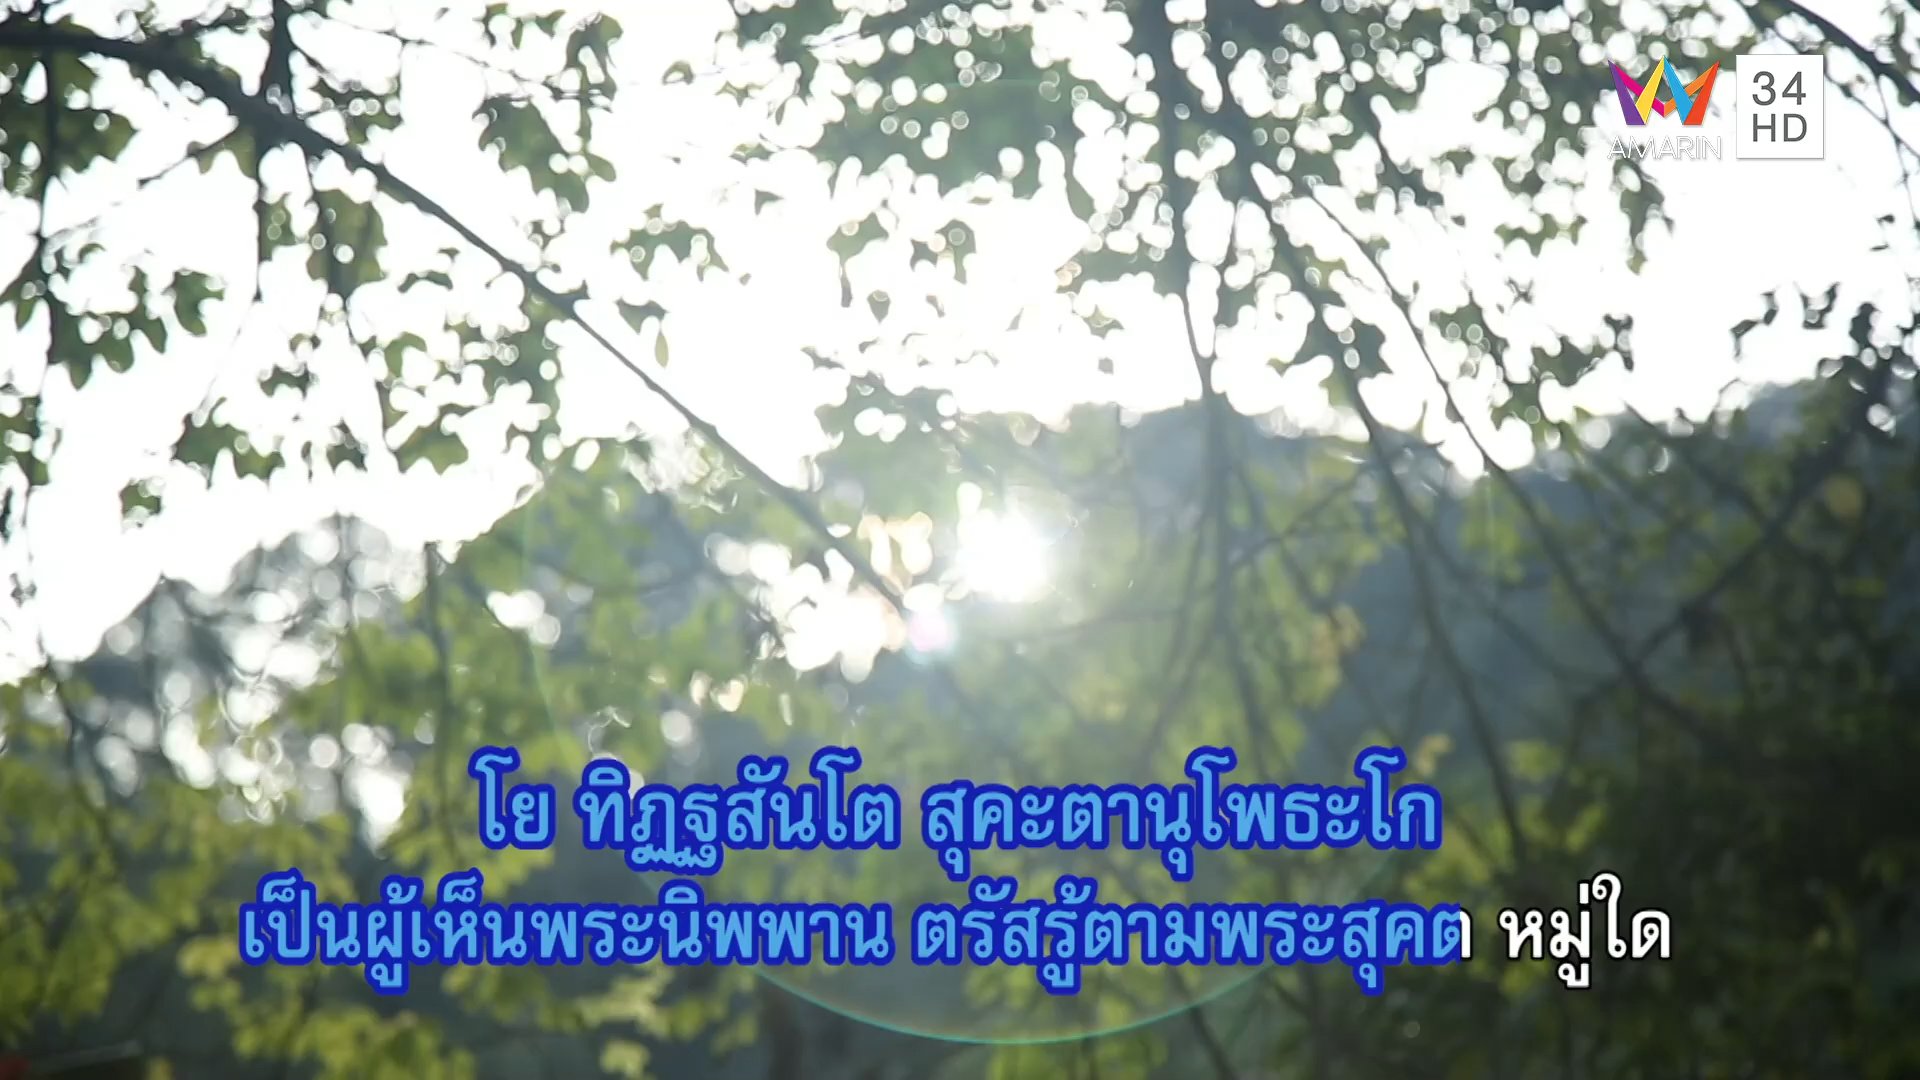 AMARIN
34
HD
โย ทิฏฐสันโต สุคะตานุโพธะโก
เป็นผู้เห็นพระนิพพาน ตรัสรู้ตามพระสุคต หมู่ใด